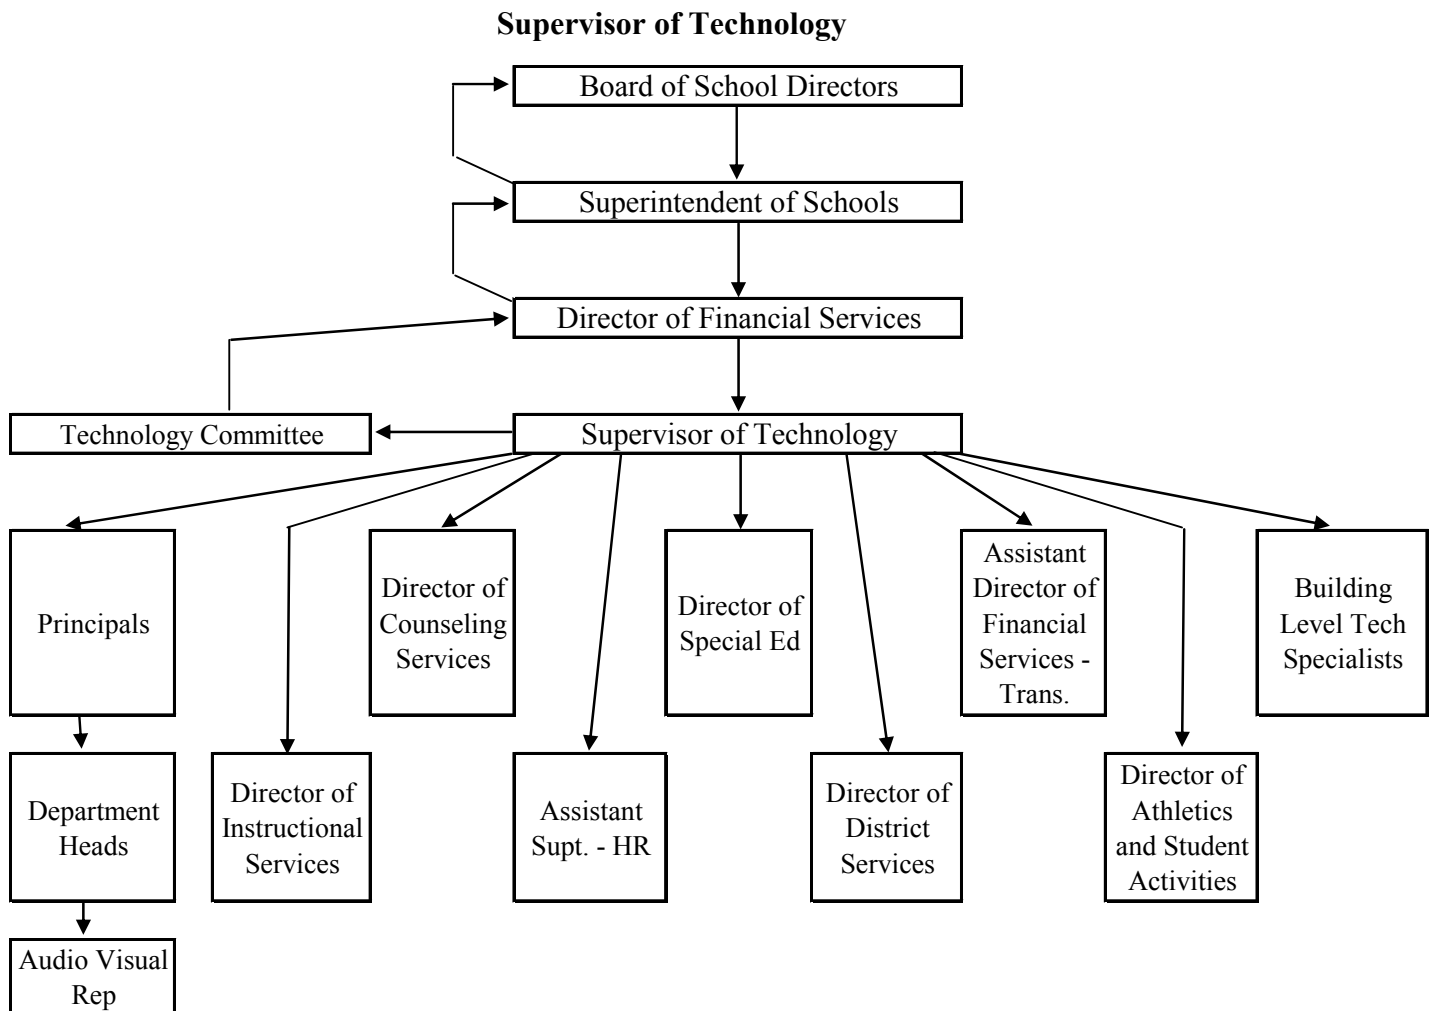 Supervisor of Technology
Board of School Directors
Superintendent of Schools
Director of Financial Services
Technology Committee
Supervisor of Technology
Principals
Director of
Counseling
Services
Director of
Special Ed
Assistant
Director of
Financial
Services -
Trans.
Building
Level Tech
Specialists
Department
Heads
Director of
Instructional
Services
Assistant
Supt. - HR
Director of
District
Services
Director of
Athletics
and Student
Activities
Audio Visual
Rep